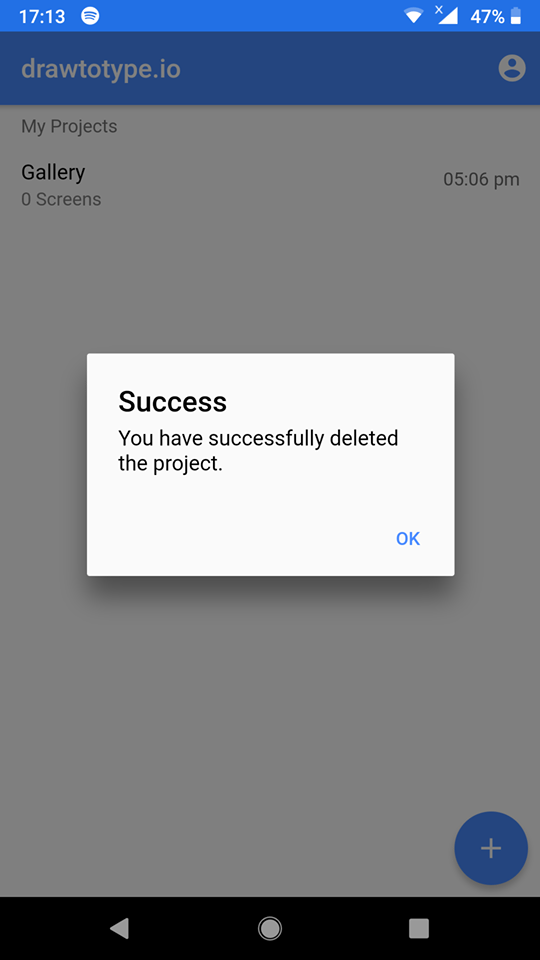 17:13
x
47%
drawtotype.io
My Projects
Gallery
05:06 pm
0 Screens
Success
You have successfully deleted
the project.
OK
+